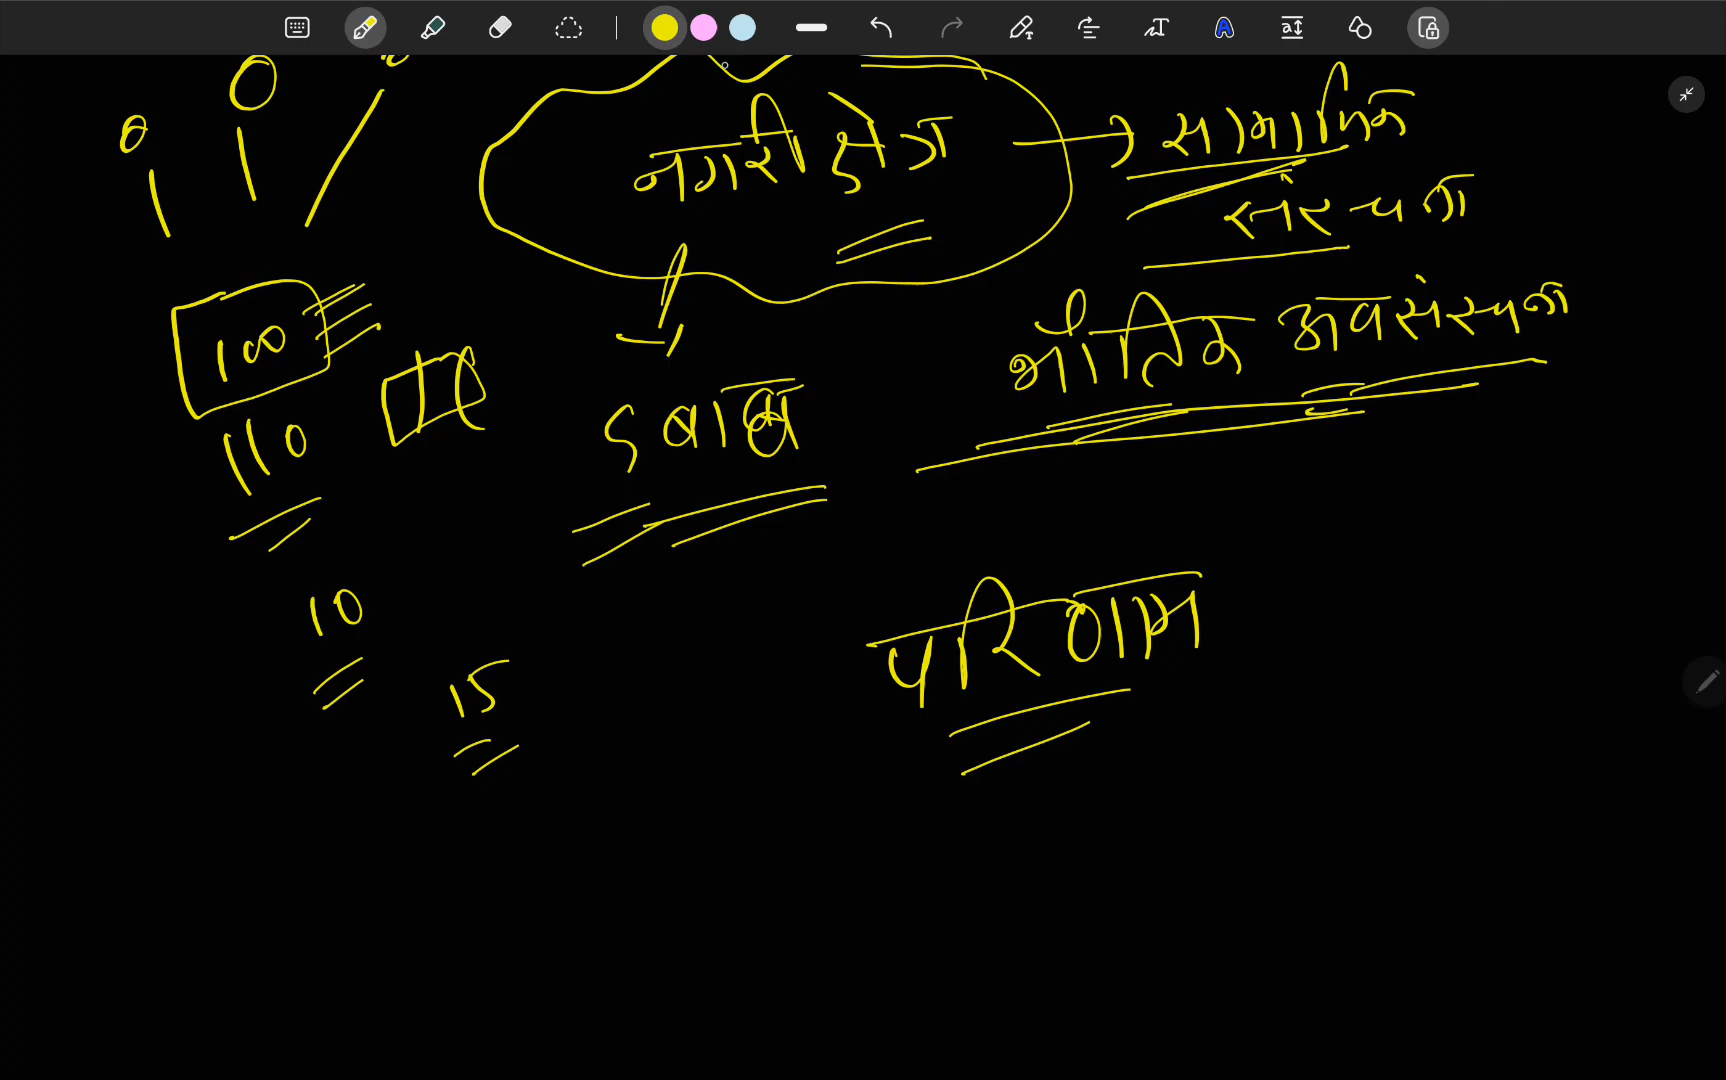 नगरी क्षेत्र → सामाजिक
संरचना
100
भौतिक अवसंरचना
110
दबाव
10
परिणाम
15